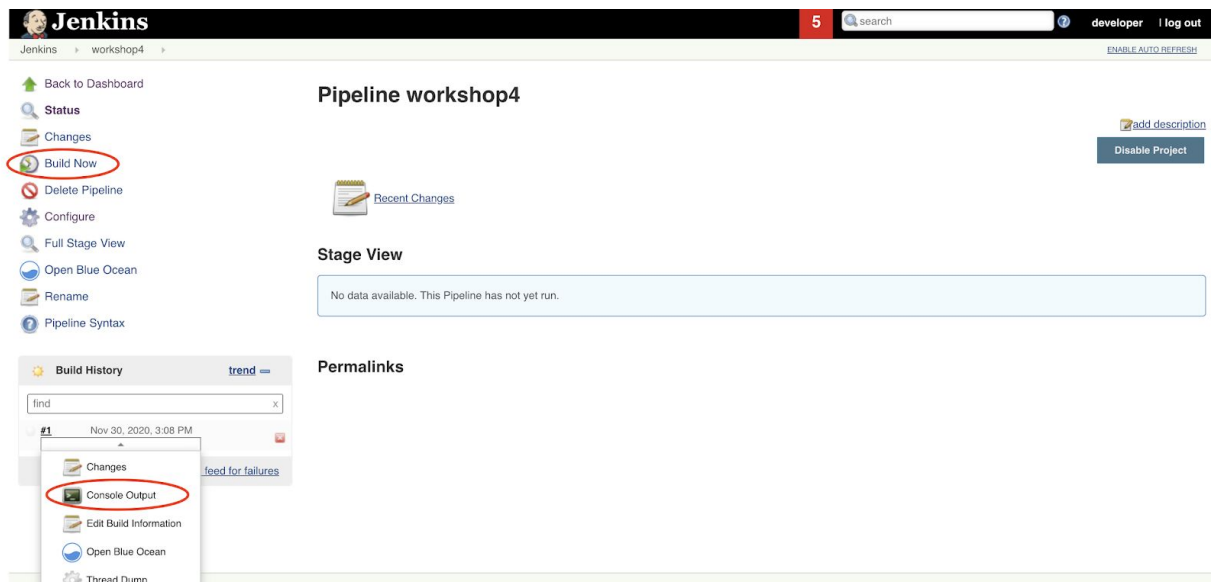 Jenkins
5
search
developer | log out
Jenkins workshop4
ENABLE AUTO REFRESH
Back to Dashboard
Status
Changes
Build Now
Delete Pipeline
Configure
Full Stage View
Open Blue Ocean
Rename
Pipeline Syntax
Pipeline workshop4
add description
Disable Project
Recent Changes
Stage View
No data available. This Pipeline has not yet run.
Permalinks
Build History trend
find x
#1 Nov 30, 2020, 3:08 PM
feed for failures
Changes
Console Output
Edit Build Information
Open Blue Ocean
Thread Dump